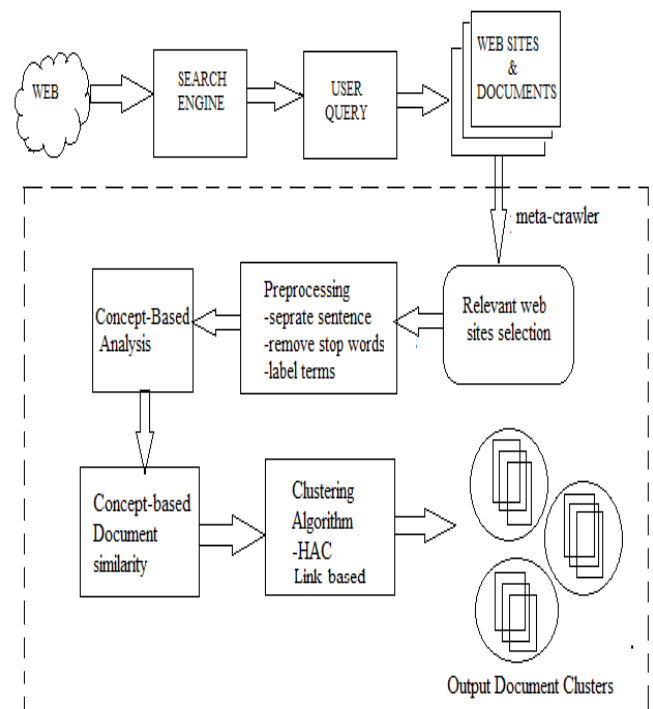 WEB
SEARCH
ENGINE
USER
QUERY
WEB SITES
&
DOCUMENTS
meta-crawler
Relevant web
sites selection
Preprocessing
-seprate sentence
-remove stop words
-label terms
Concept-Based
Analysis
Concept-based
Document
similarity
Clustering
Algorithm
-HAC
Link based
Output Document Clusters